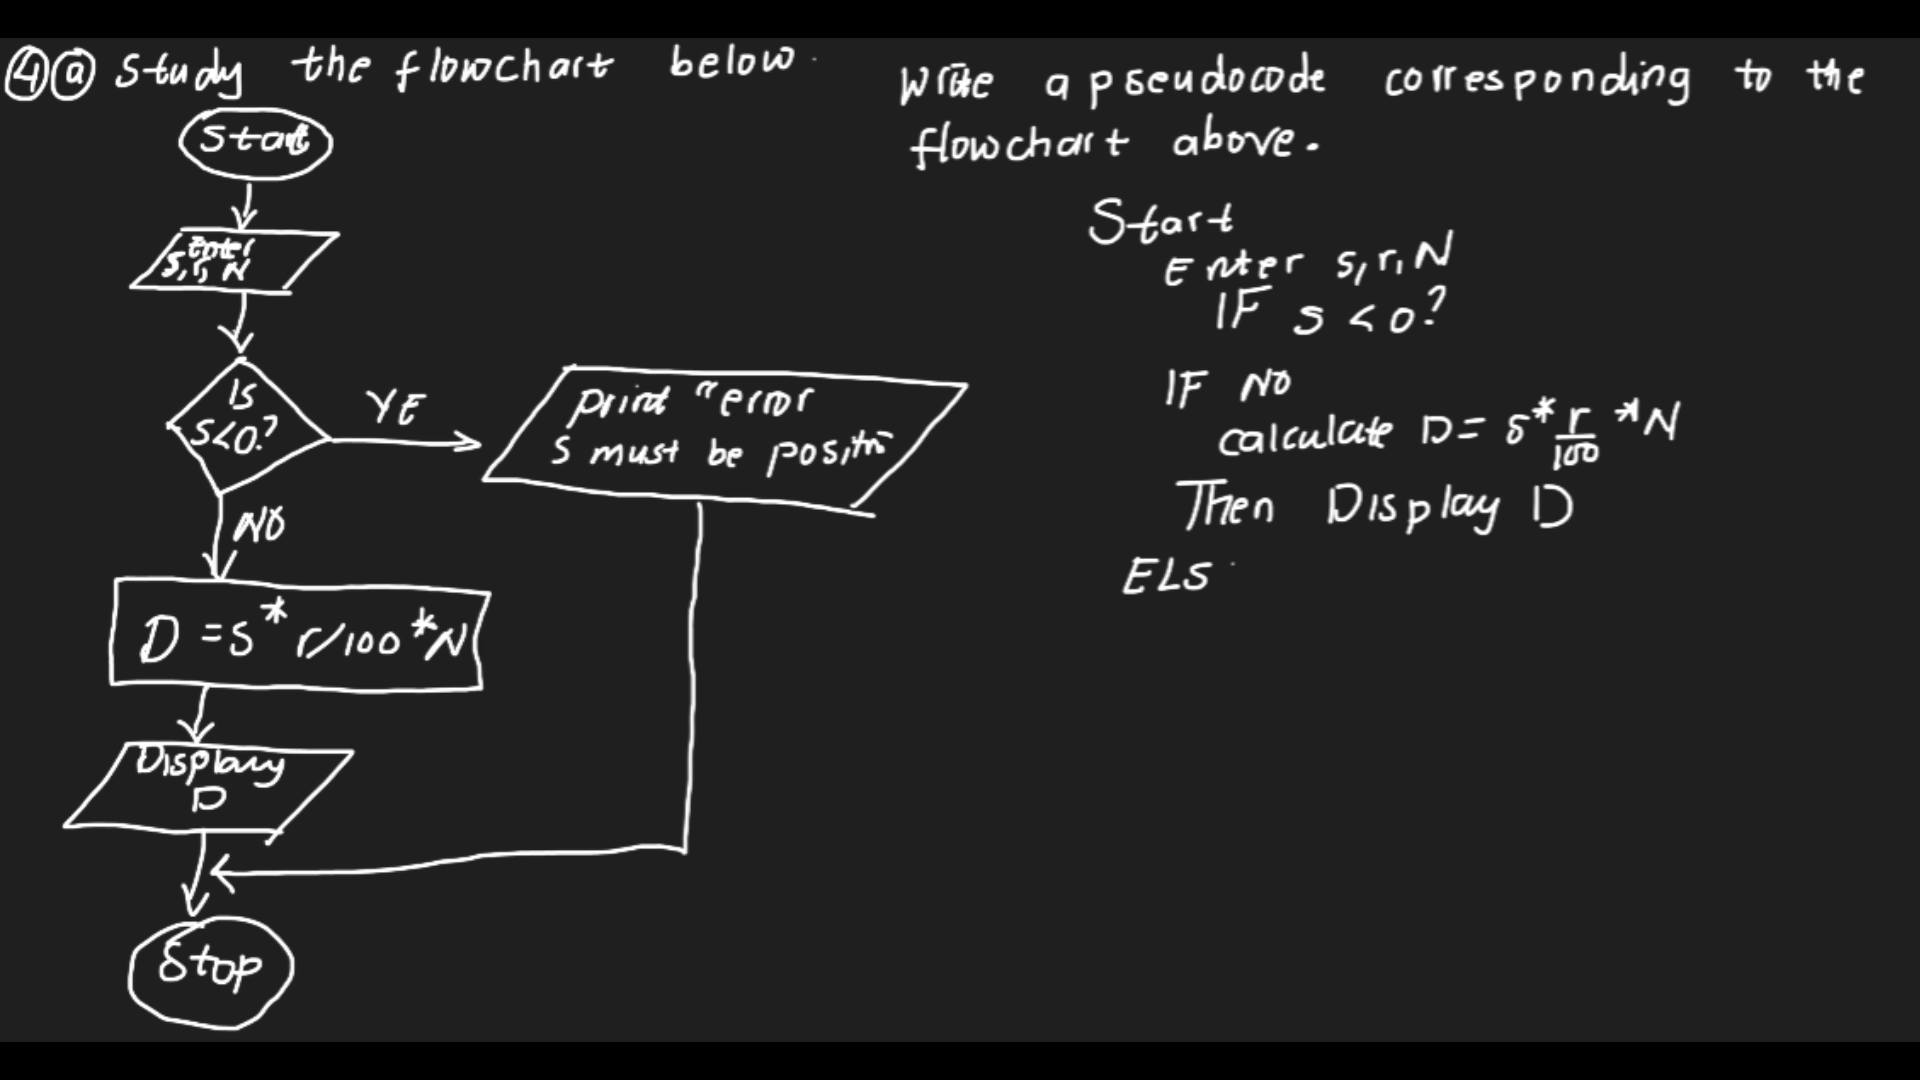 4 a study the flowchart below.
Start
Enter
S, r, N
Is
S<0?
YE
print "error
S must be positiv
NO
D = S * r/100 * N
Display
D
Stop
Write a pseudocode corresponding to the
flowchart above.
Start
Enter s, r, N
IF s < 0?
IF NO
calculate D = s * r/100 * N
Then Display D
ELS